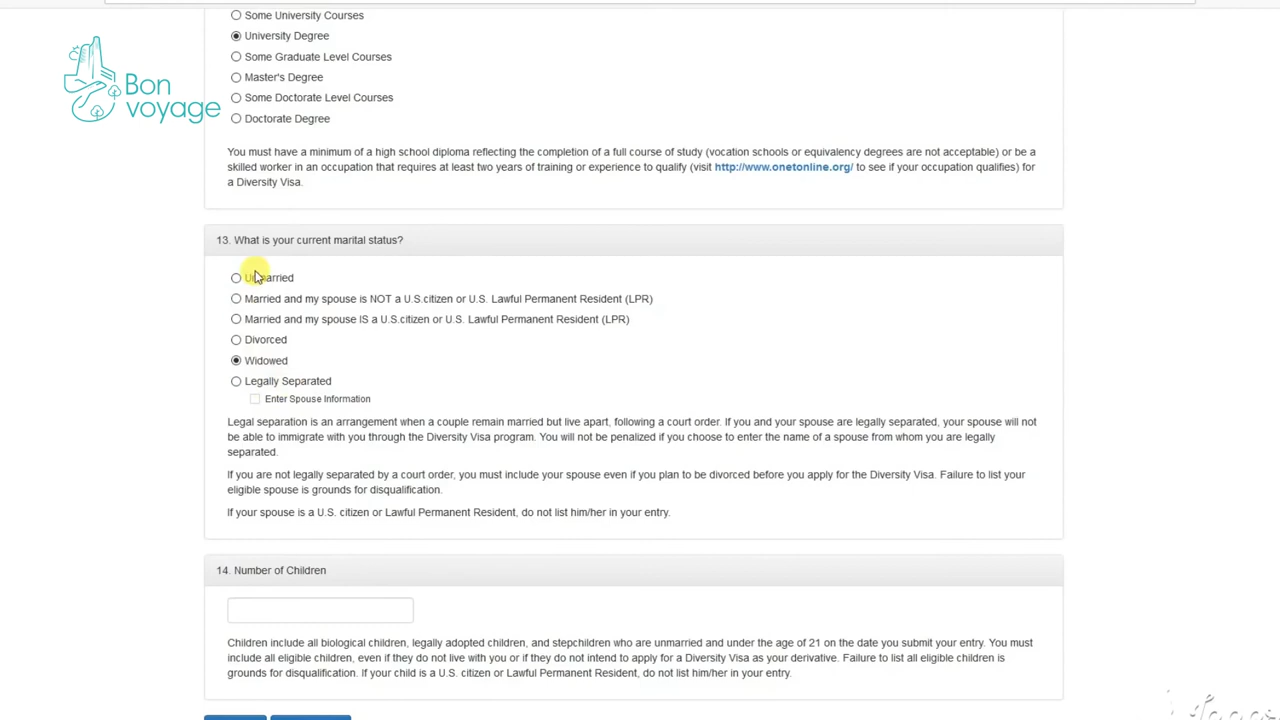 Some University Courses
University Degree
Some Graduate Level Courses
Master's Degree
Some Doctorate Level Courses
Doctorate Degree
Bon
voyage
You must have a minimum of a high school diploma reflecting the completion of a full course of study (vocation schools or equivalency degrees are not acceptable) or be a
skilled worker in an occupation that requires at least two years of training or experience to qualify (visit http://www.onetonline.org/ to see if your occupation qualifies) for
a Diversity Visa.
13. What is your current marital status?
Unmarried
Married and my spouse is NOT a U.S.citizen or U.S. Lawful Permanent Resident (LPR)
Married and my spouse IS a U.S.citizen or U.S. Lawful Permanent Resident (LPR)
Divorced
Widowed
Legally Separated
Enter Spouse Information
Legal separation is an arrangement when a couple remain married but live apart, following a court order. If you and your spouse are legally separated, your spouse will not
be able to immigrate with you through the Diversity Visa program. You will not be penalized if you choose to enter the name of a spouse from whom you are legally
separated.
If you are not legally separated by a court order, you must include your spouse even if you plan to be divorced before you apply for the Diversity Visa. Failure to list your
eligible spouse is grounds for disqualification.
If your spouse is a U.S. citizen or Lawful Permanent Resident, do not list him/her in your entry.
14. Number of Children
Children include all biological children, legally adopted children, and stepchildren who are unmarried and under the age of 21 on the date you submit your entry. You must
include all eligible children, even if they do not live with you or if they do not intend to apply for a Diversity Visa as your derivative. Failure to list all eligible children is
grounds for disqualification. If your child is a U.S. citizen or Lawful Permanent Resident, do not list him/her in your entry.